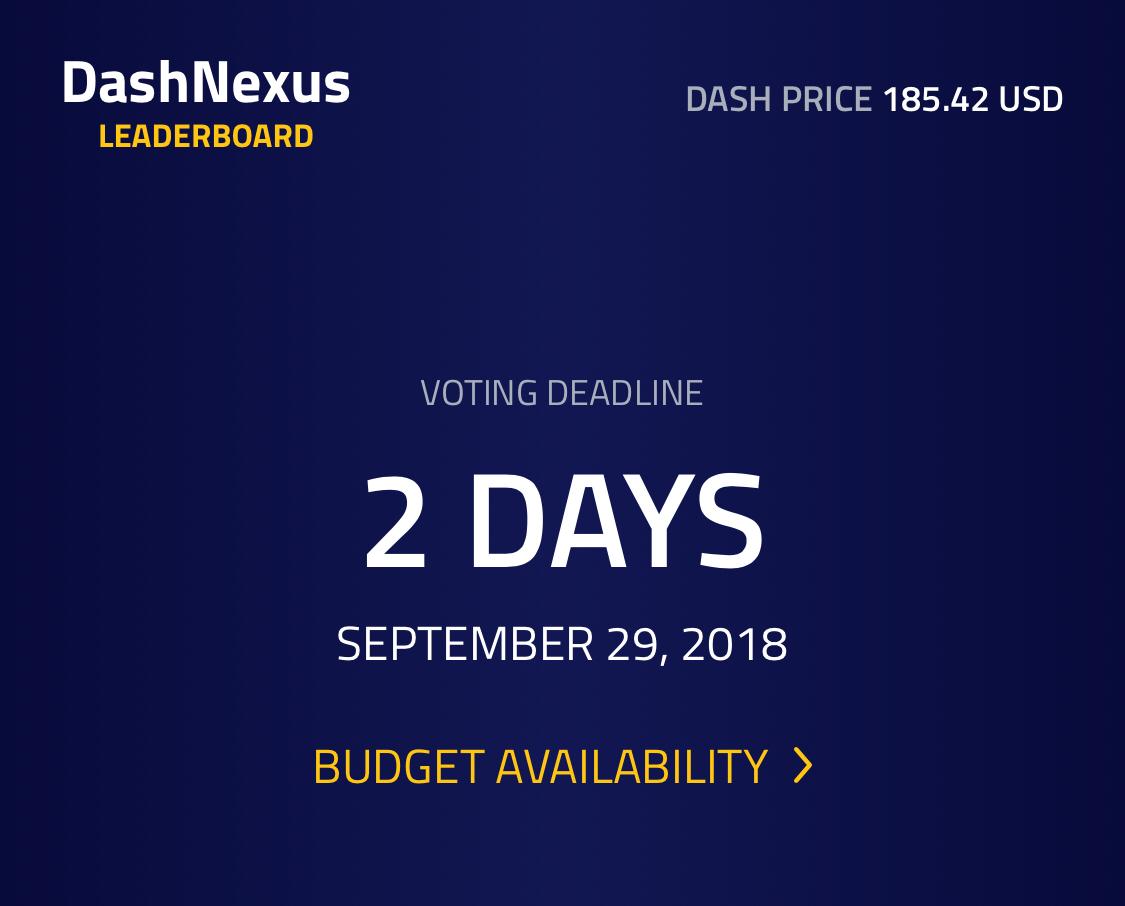 DashNexus
LEADERBOARD
DASH PRICE 185.42 USD
VOTING DEADLINE
2 DAYS
SEPTEMBER 29, 2018
BUDGET AVAILABILITY